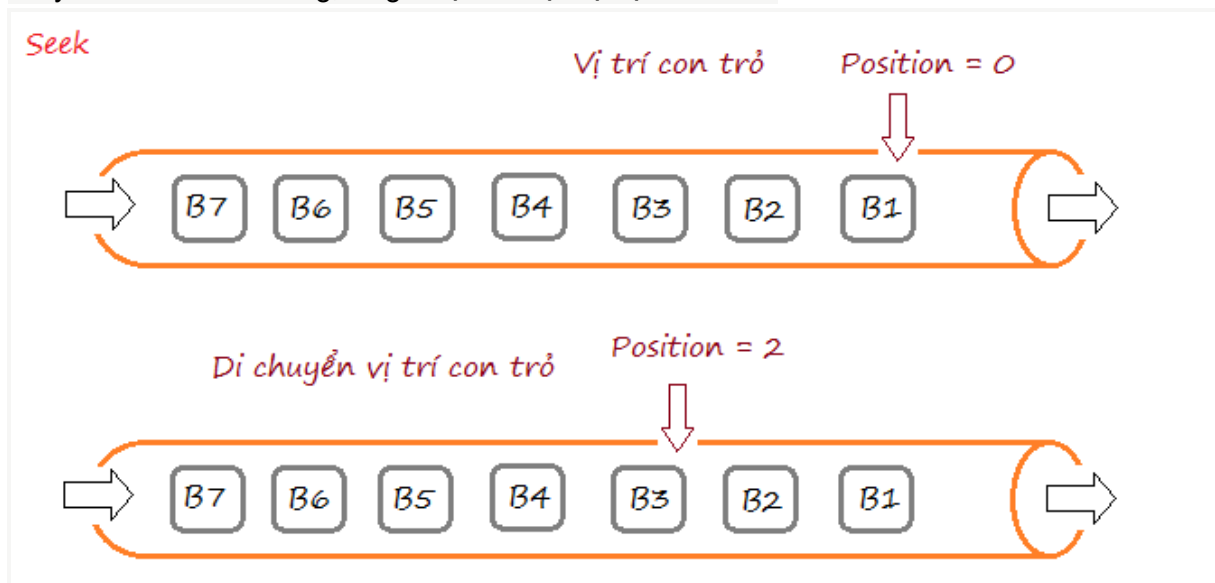 Seek
Vị trí con trỏ Position = 0
B7 B6 B5 B4 B3 B2 B1
Di chuyển vị trí con trỏ Position = 2
B7 B6 B5 B4 B3 B2 B1